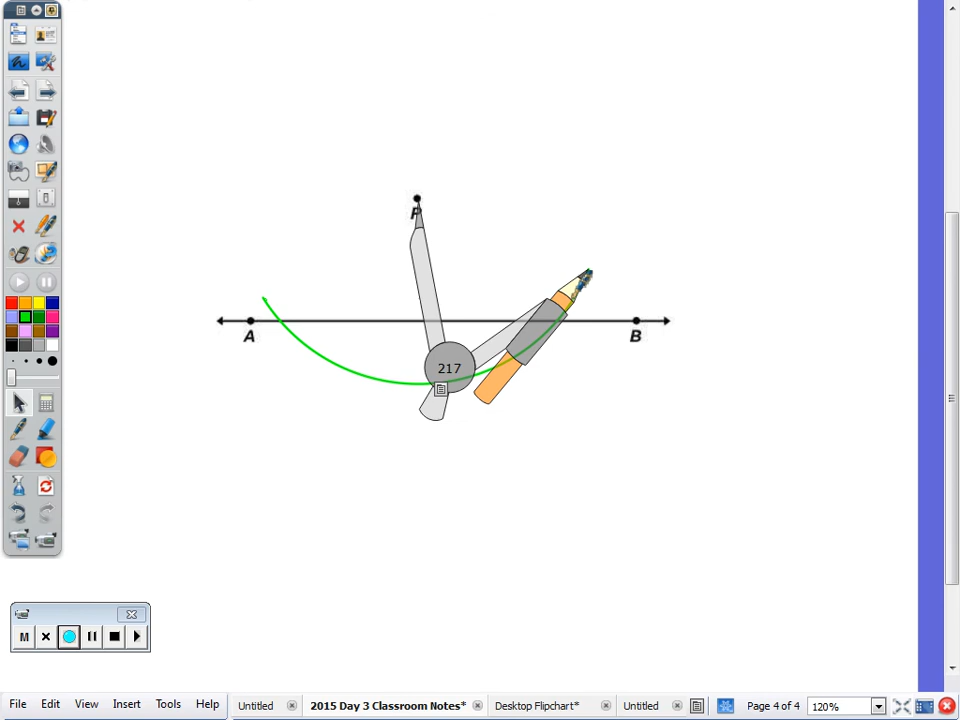 P
A
B
217
M
File Edit View Insert Tools Help Untitled 2015 Day 3 Classroom Notes* Desktop Flipchart* Untitled Page 4 of 4 120%